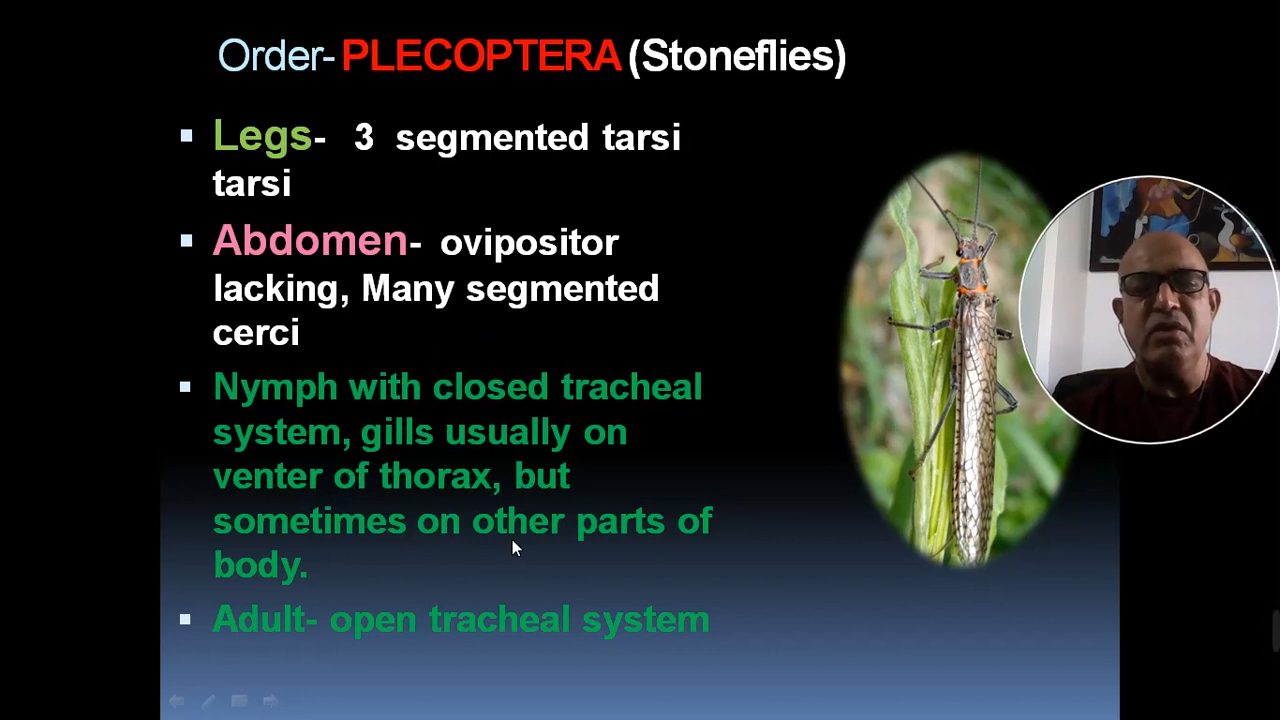 Order- PLECOPTERA (Stoneflies)
Legs- 3 segmented tarsi
tarsi
Abdomen- ovipositor
lacking, Many segmented
cerci
Nymph with closed tracheal
system, gills usually on
venter of thorax, but
sometimes on other parts of
body.
Adult- open tracheal system